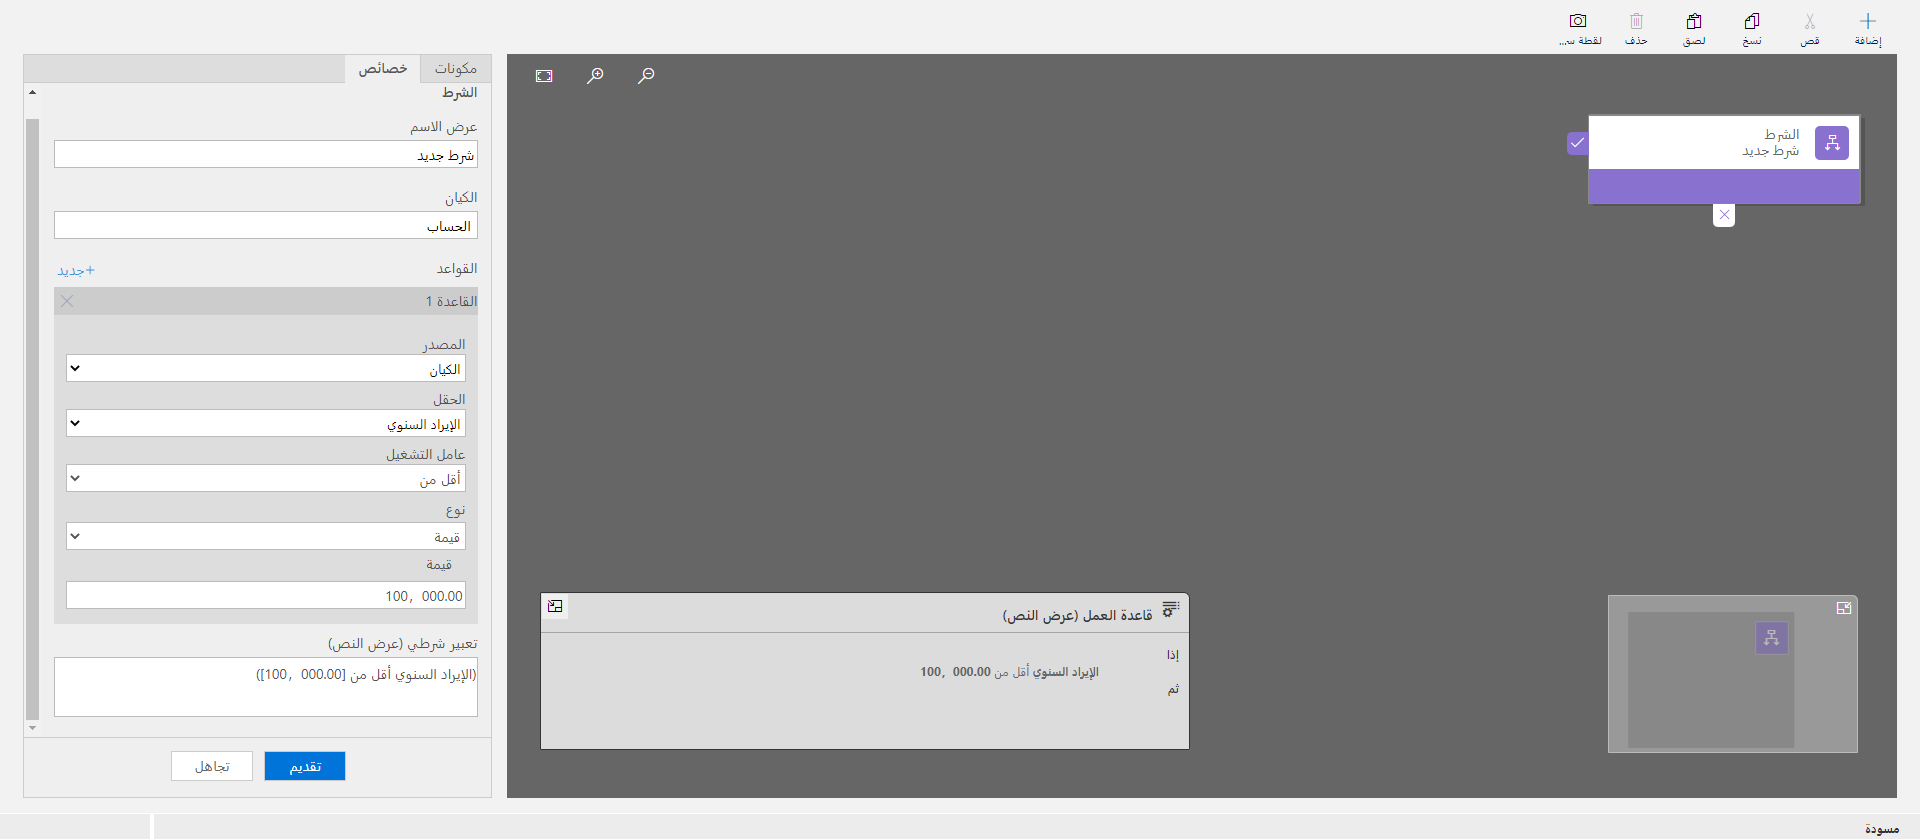 إضافة
قص
نسخ
لصق
حذف
لقطة سـ...
الشرط
شرط جديد
قاعدة العمل (عرض النص)
إذا
الإيراد السنوي أقل من 100, 000.00
ثم
مكونات
خصائص
الشرط
عرض الاسم
شرط جديد
الكيان
الحساب
القواعد
+جديد
القاعدة 1
المصدر
الكيان
الحقل
الإيراد السنوي
عامل التشغيل
أقل من
نوع
قيمة
قيمة
100, 000.00
تعبير شرطي (عرض النص)
(الإيراد السنوي أقل من [100, 000.00])
تقديم
تجاهل
مسودة